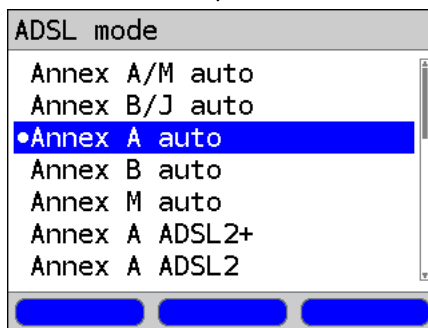 ADSL mode
Annex A/M auto
Annex B/J auto
•Annex A auto
Annex B auto
Annex M auto
Annex A ADSL2+
Annex A ADSL2